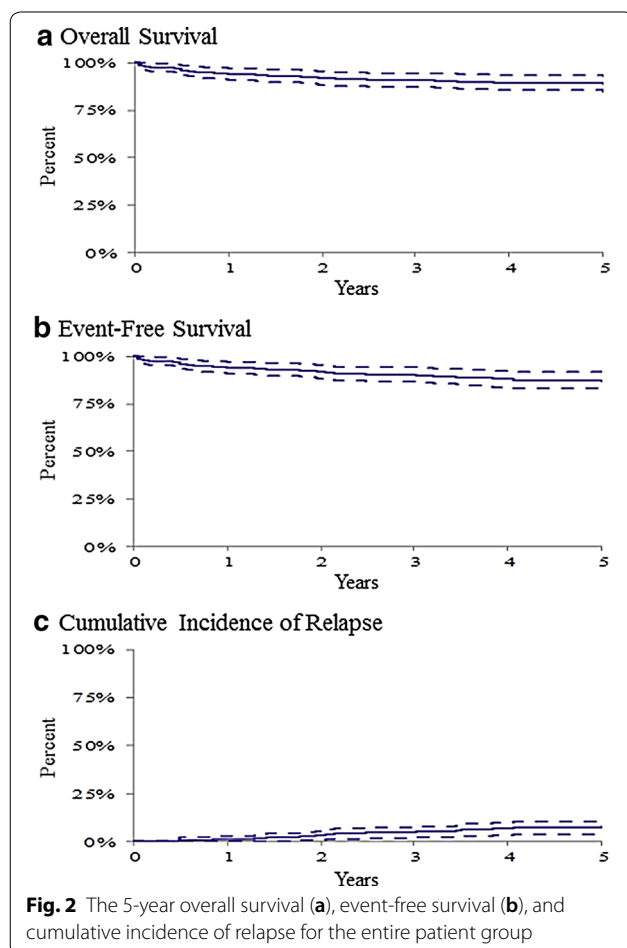 a Overall Survival
100%
75%
50%
25%
0%
Percent
0 1 2 3 4 5
Years
b Event-Free Survival
100%
75%
50%
25%
0%
Percent
0 1 2 3 4 5
Years
c Cumulative Incidence of Relapse
100%
75%
50%
25%
0%
Percent
0 1 2 3 4 5
Years
Fig. 2 The 5-year overall survival (a), event-free survival (b), and
cumulative incidence of relapse for the entire patient group